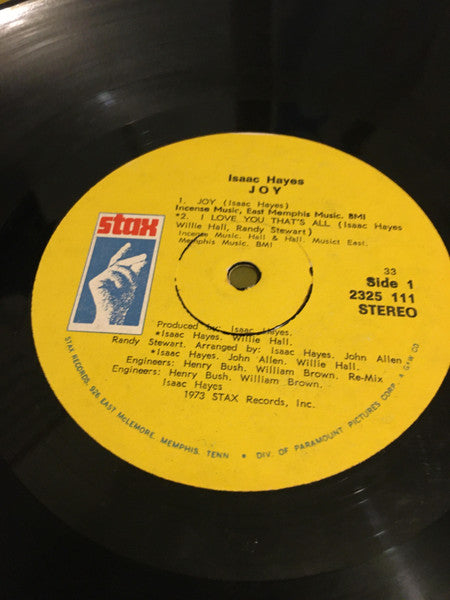 Isaac Hayes
JOY
1. JOY (Isaac Hayes)
Incense Music, East Memphis Music. BMI
*2. I LOVE YOU THAT'S ALL (Isaac Hayes
Willie Hall, Randy Stewart)
Incense Music, Hall & Hall. Musict East.
Memphis Music. BMI
stax
33
Side 1
2325 111
STEREO
Produced by: Isaac Hayes.
*Isaac Hayes. Willie Hall.
Randy Stewart. Arranged by: Isaac Hayes. John Allen
*Isaac Hayes. John Allen. Willie Hall.
Engineers: Henry Bush. William Brown. Re-Mix
Engineers: Henry Bush. William Brown.
Isaac Hayes
1973 STAX Records, Inc.
STAX RECORDS, 926 EAST McLEMORE, MEMPHIS, TENN * DIV. OF PARAMOUNT PICTURES CORP. A G+W CO